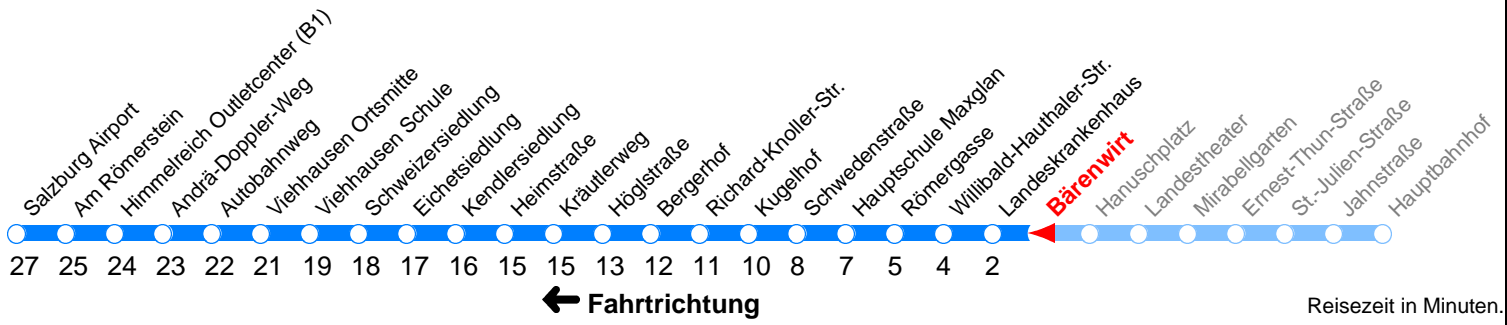 Salzburg Airport
Am Römerstein
Himmelreich Outletcenter (B1)
Andrä-Doppler-Weg
Autobahnweg
Viehhausen Ortsmitte
Viehhausen Schule
Schweizersiedlung
Eichetsiedlung
Kendlersiedlung
Heimstraße
Kräutlerweg
Höglstraße
Bergerhof
Richard-Knoller-Str.
Kugelhof
Schwedenstraße
Hauptschule Maxglan
Römergasse
Willibald-Hauthaler-Str.
Landeskrankenhaus
Bärenwirt
Hanuschplatz
Landestheater
Mirabellgarten
Ernest-Thun-Straße
St.-Julien-Straße
Jahnstraße
Hauptbahnhof
27 25 24 23 22 21 19 18 17 16 15 15 13 12 11 10 8 7 5 4 2
Fahrtrichtung
Reisezeit in Minuten.